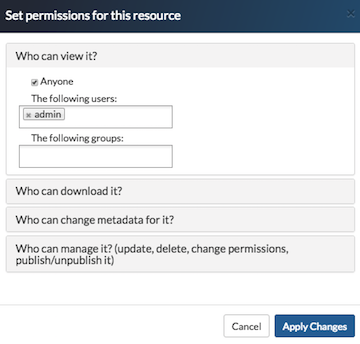 Set permissions for this resource
Who can view it?
Anyone
The following users:
× admin
The following groups:
Who can download it?
Who can change metadata for it?
Who can manage it? (update, delete, change permissions,
publish/unpublish it)
Cancel
Apply Changes